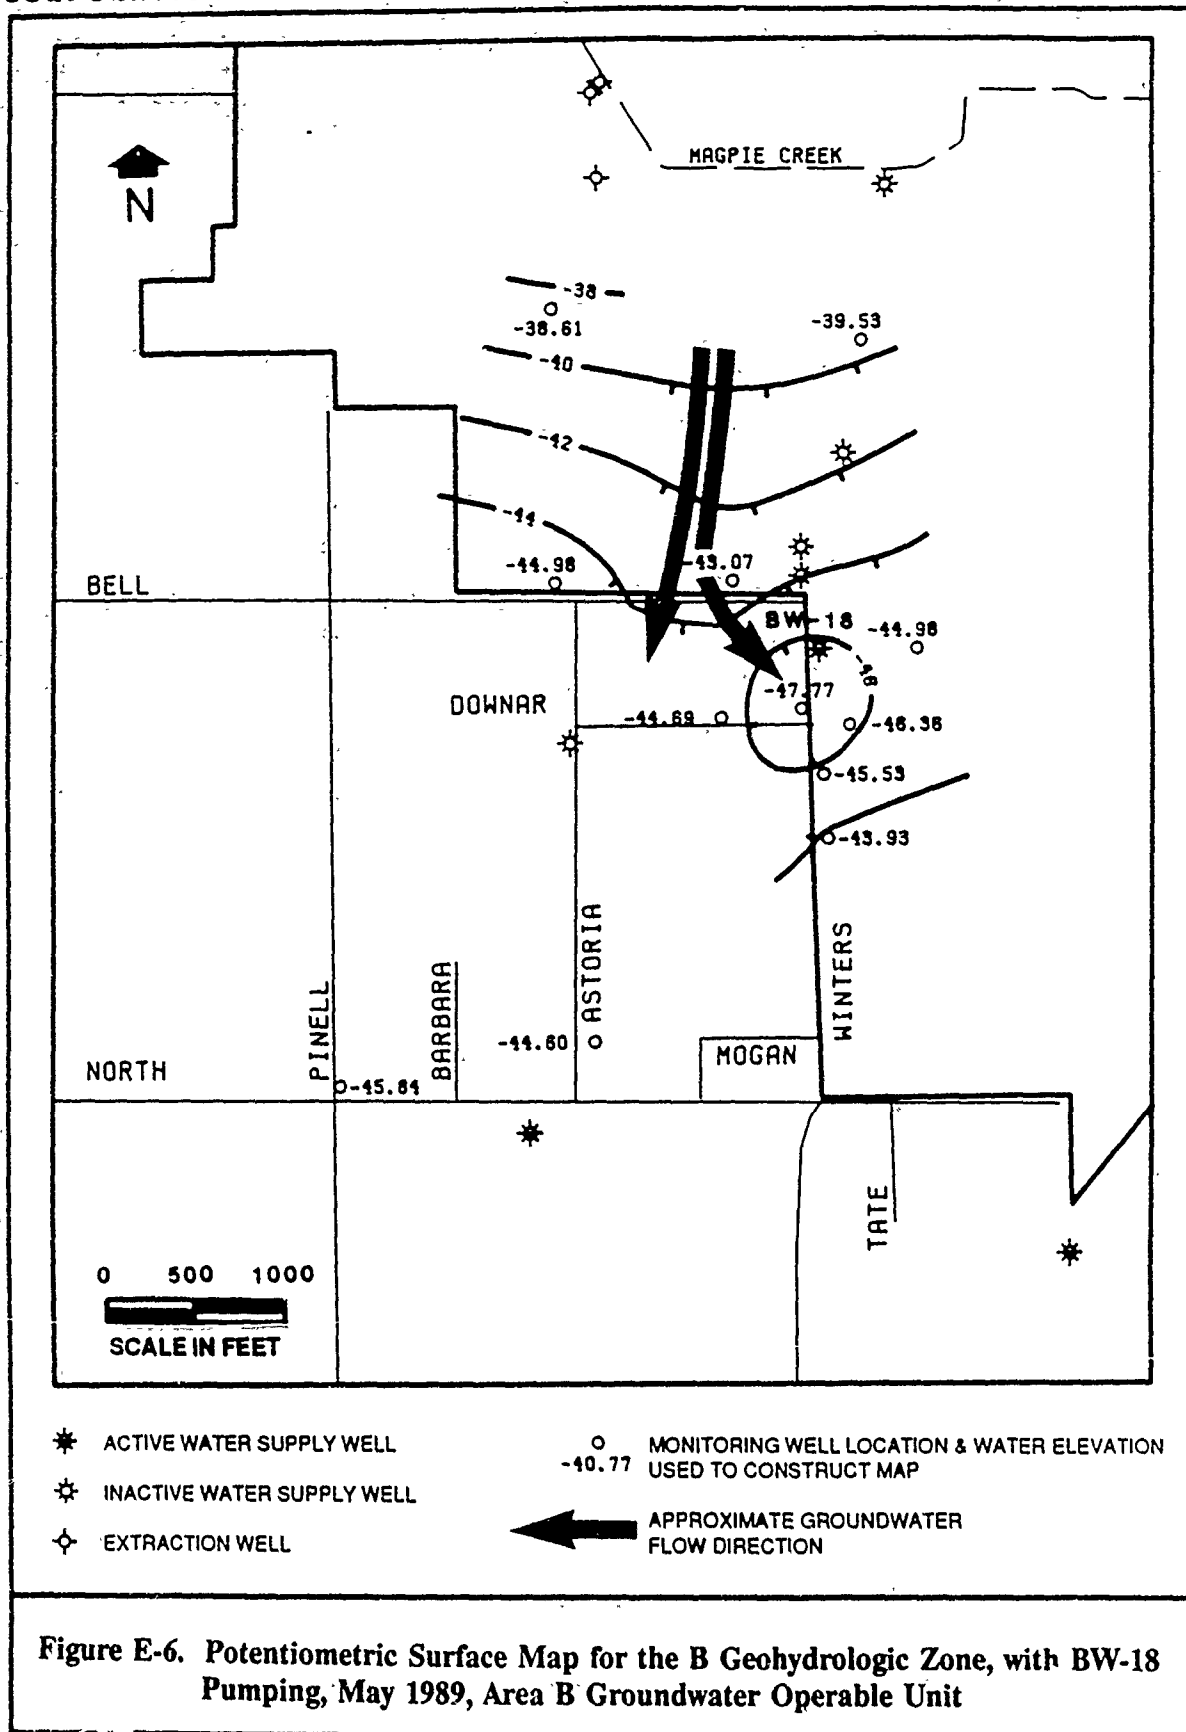 MAGPIE CREEK
N
-38
-38.61
-39.53
-40
-42
-44
-44.98
-43.07
BELL
BW-18
-44.98
-46
-47.77
DOWNAR
-44.69
-46.36
-45.53
-43.93
ASTORIA
WINTERS
BARBARA
PINELL
-44.60
MOGAN
NORTH
-45.64
TATE
0 500 1000
SCALE IN FEET
ACTIVE WATER SUPPLY WELL
INACTIVE WATER SUPPLY WELL
EXTRACTION WELL
-40.77
MONITORING WELL LOCATION & WATER ELEVATION
USED TO CONSTRUCT MAP
APPROXIMATE GROUNDWATER
FLOW DIRECTION
Figure E-6. Potentiometric Surface Map for the B Geohydrologic Zone, with BW-18
Pumping, May 1989, Area B Groundwater Operable Unit